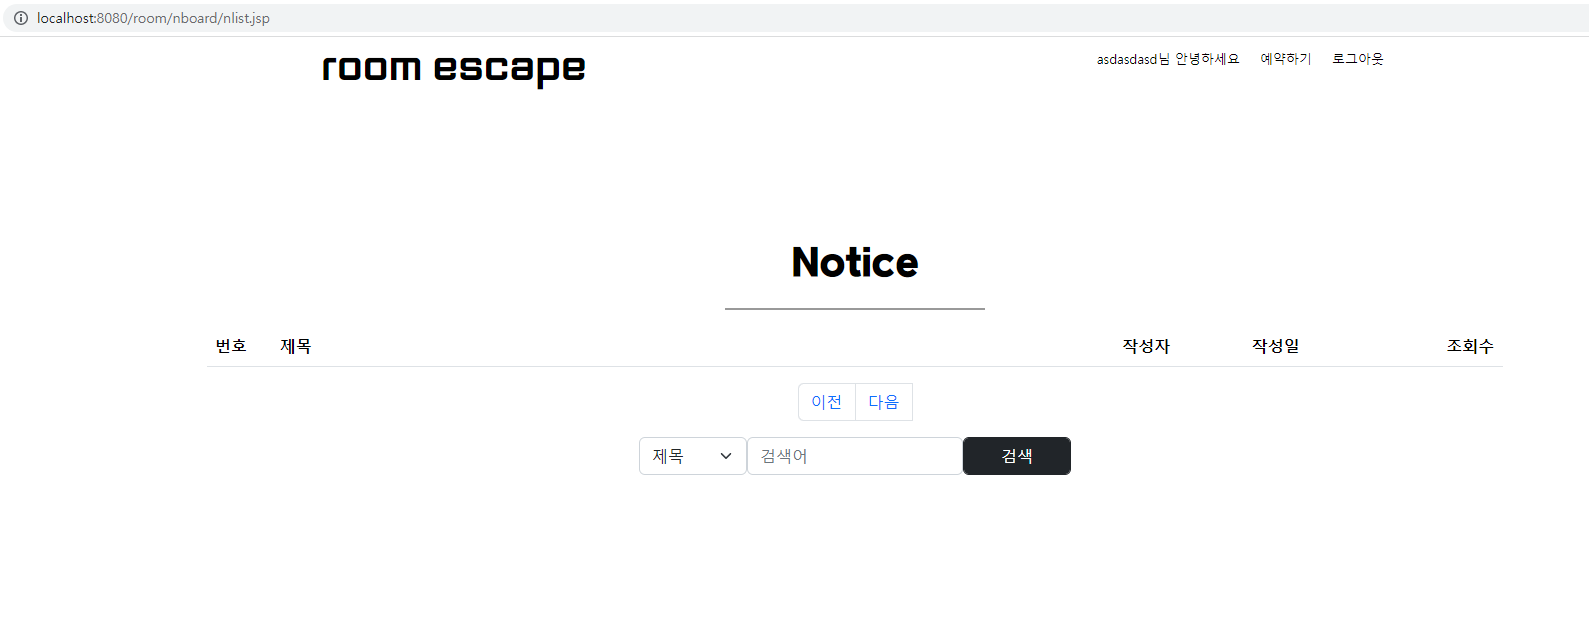 localhost:8080/room/nboard/nlist.jsp
room escape
asdasdasd님 안녕하세요 예약하기 로그아웃
Notice
번호 제목 작성자 작성일 조회수
이전 다음
제목 검색어 검색